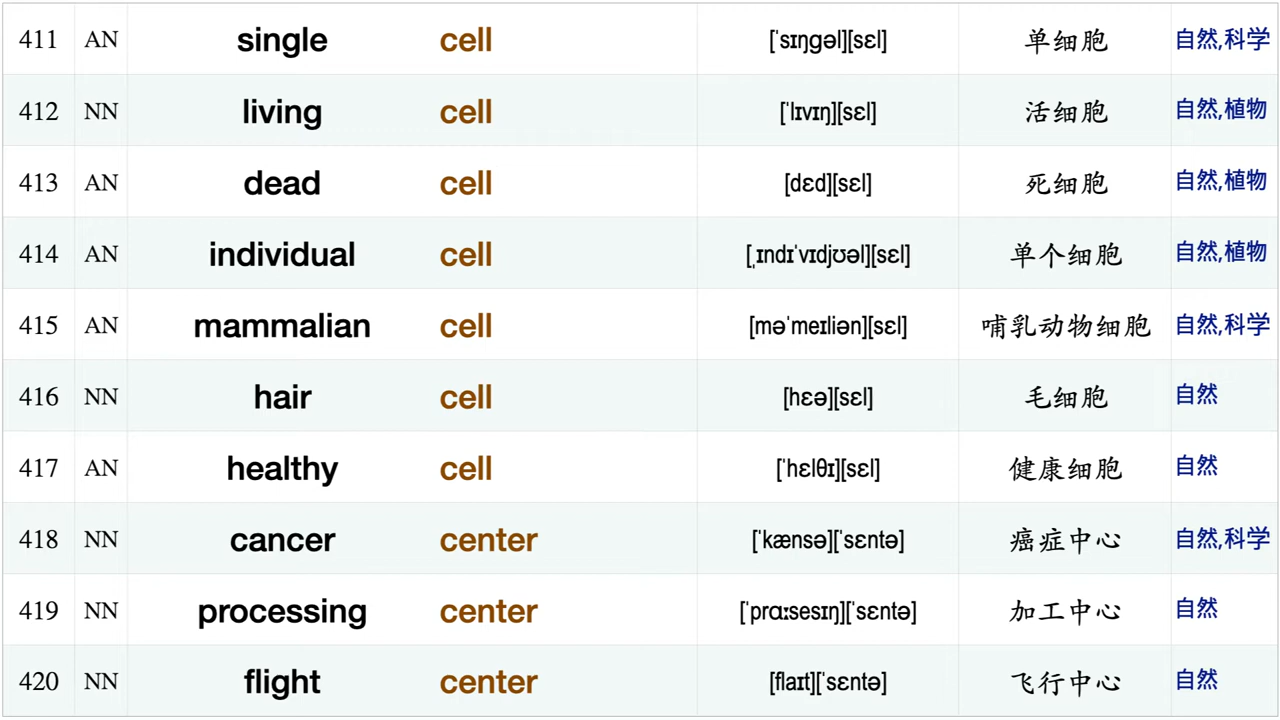 411 AN single cell [ˈsɪŋɡəl][sɛl] 单细胞 自然,科学
412 NN living cell [ˈlɪvɪŋ][sɛl] 活细胞 自然,植物
413 AN dead cell [dɛd][sɛl] 死细胞 自然,植物
414 AN individual cell [ˌɪndɪˈvɪdjʊəl][sɛl] 单个细胞 自然,植物
415 AN mammalian cell [məˈmeɪliən][sɛl] 哺乳动物细胞 自然,科学
416 NN hair cell [hɛə][sɛl] 毛细胞 自然
417 AN healthy cell [ˈhɛlθɪ][sɛl] 健康细胞 自然
418 NN cancer center [ˈkænsə][ˈsɛntə] 癌症中心 自然,科学
419 NN processing center [ˈprɑɪsesɪŋ][ˈsɛntə] 加工中心 自然
420 NN flight center [flaɪt][ˈsɛntə] 飞行中心 自然